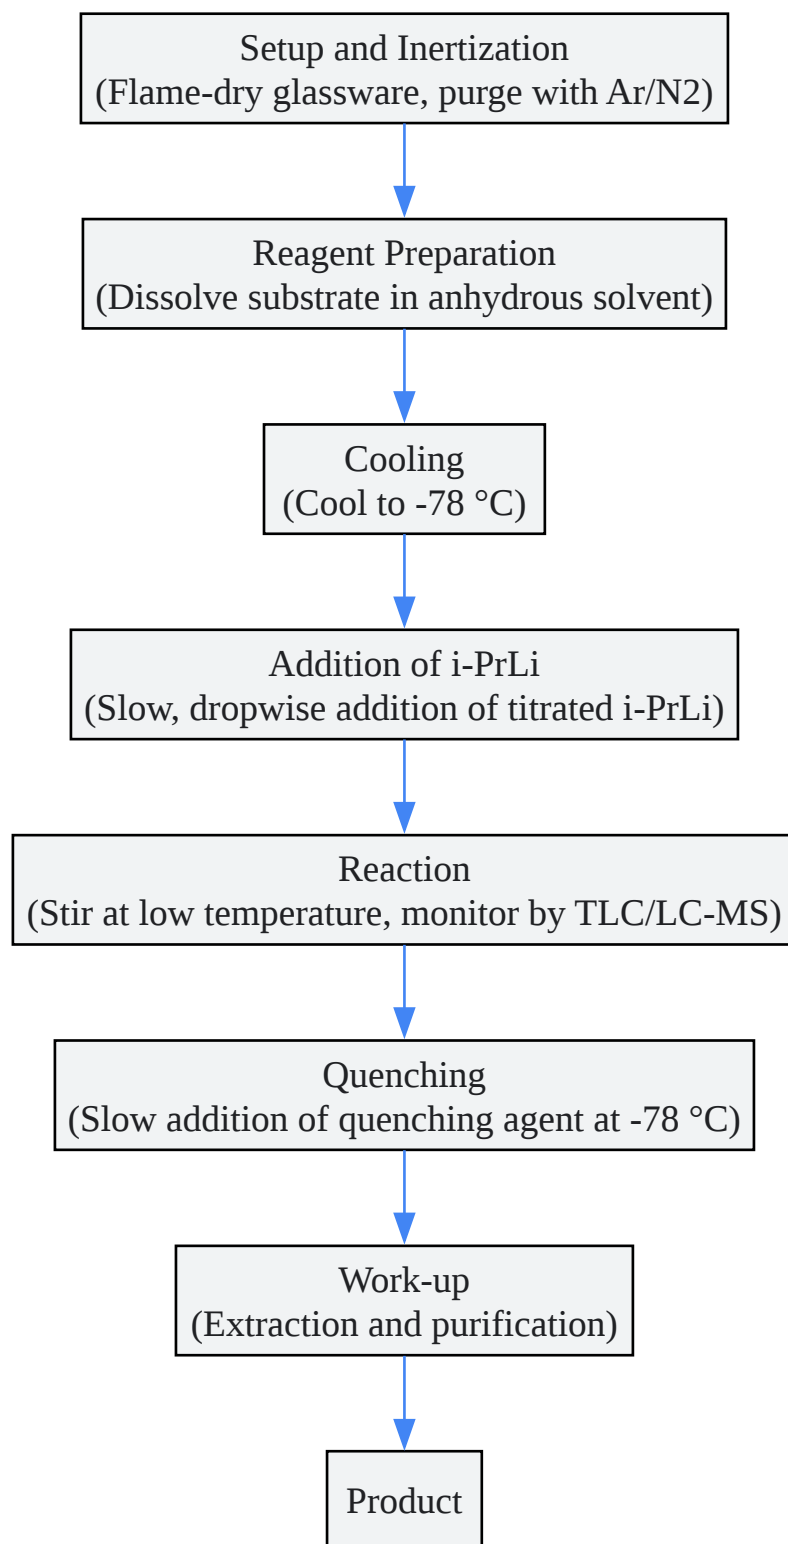 Setup and Inertization
(Flame-dry glassware, purge with Ar/N2)
Reagent Preparation
(Dissolve substrate in anhydrous solvent)
Cooling
(Cool to -78 °C)
Addition of i-PrLi
(Slow, dropwise addition of titrated i-PrLi)
Reaction
(Stir at low temperature, monitor by TLC/LC-MS)
Quenching
(Slow addition of quenching agent at -78 °C)
Work-up
(Extraction and purification)
Product